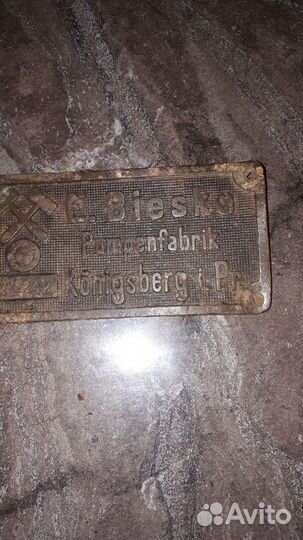 Bieske
Pumpenfabrik
Königsberg i. Pr.
Avito